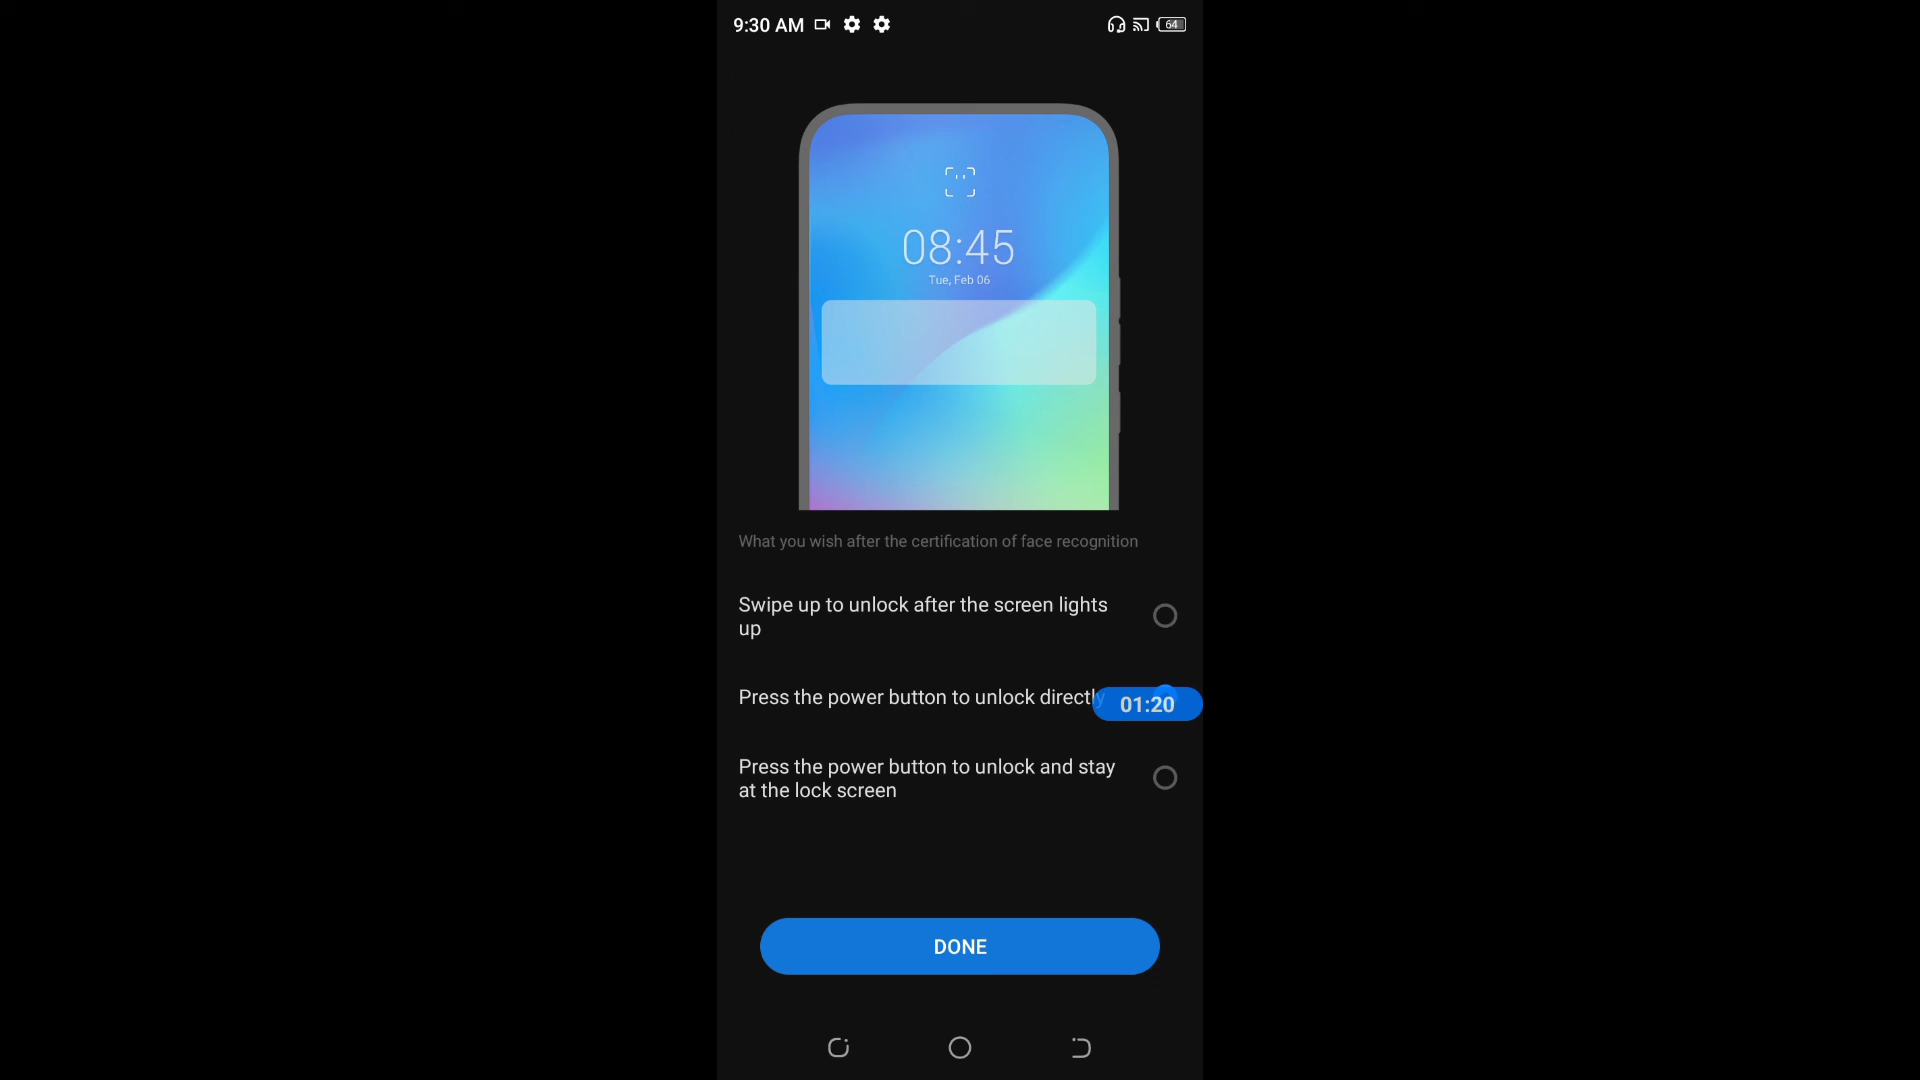 9:30 AM
64
08:45
Tue, Feb 06
What you wish after the certification of face recognition
Swipe up to unlock after the screen lights
up
Press the power button to unlock directly
01:20
Press the power button to unlock and stay
at the lock screen
DONE